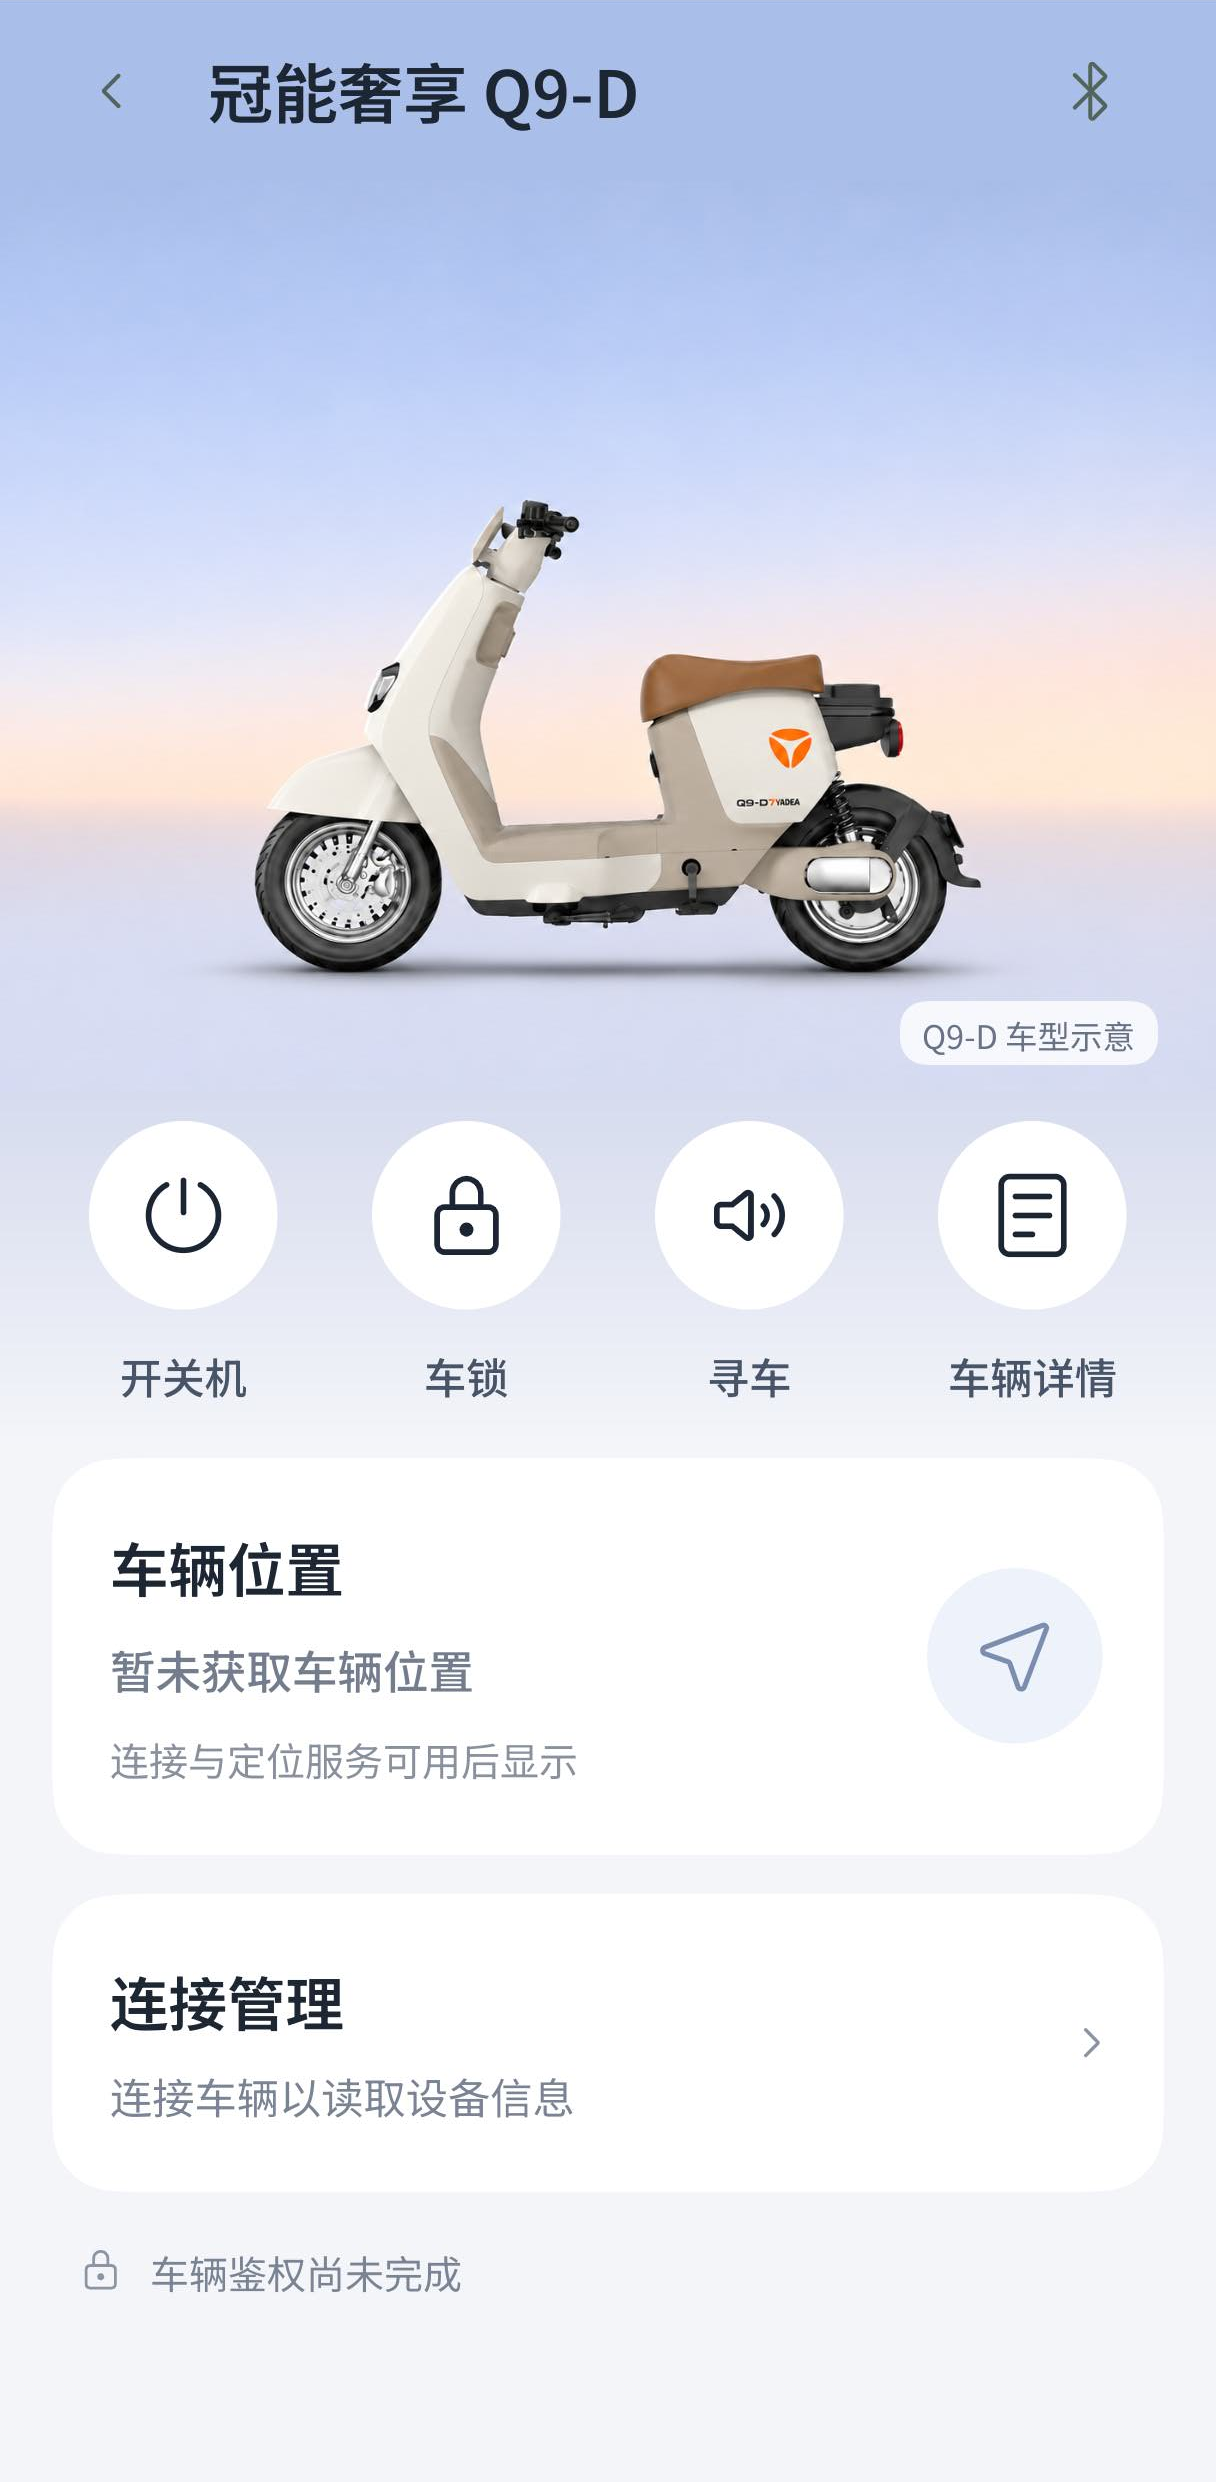 冠能奢享 Q9-D
Q9-D YADEA
Q9-D 车型示意
开关机
车锁
寻车
车辆详情
车辆位置
暂未获取车辆位置
连接与定位服务可用后显示
连接管理
连接车辆以读取设备信息
车辆鉴权尚未完成